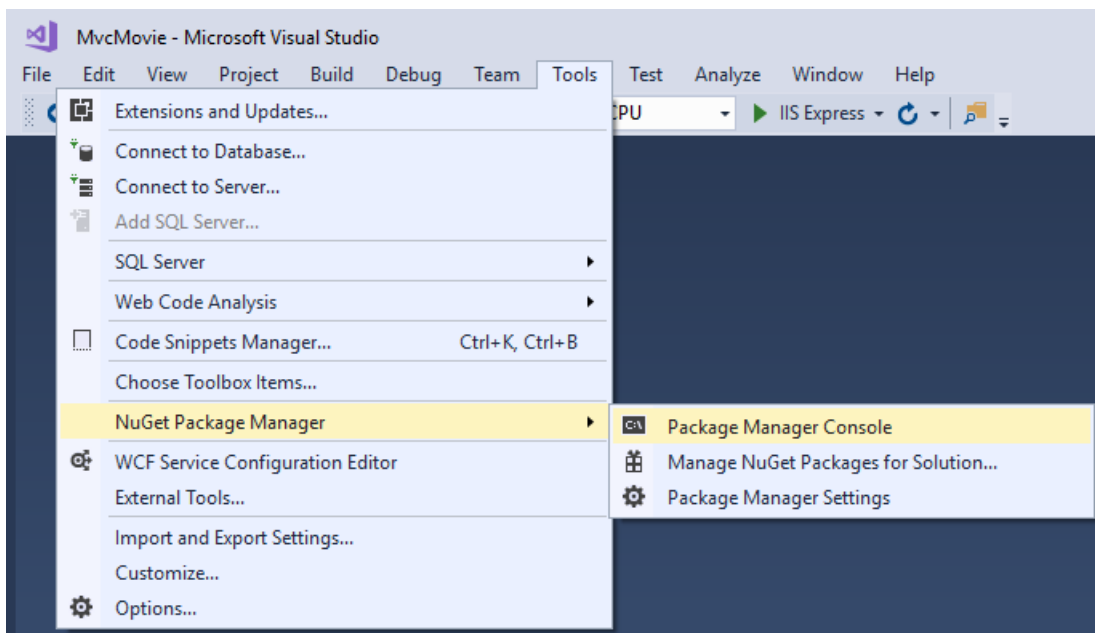 MvcMovie - Microsoft Visual Studio
File Edit View Project Build Debug Team Tools Test Analyze Window Help
IIS Express
Extensions and Updates...
Connect to Database...
Connect to Server...
Add SQL Server...
SQL Server
Web Code Analysis
Code Snippets Manager... Ctrl+K, Ctrl+B
Choose Toolbox Items...
NuGet Package Manager
Package Manager Console
Manage NuGet Packages for Solution...
Package Manager Settings
WCF Service Configuration Editor
External Tools...
Import and Export Settings...
Customize...
Options...